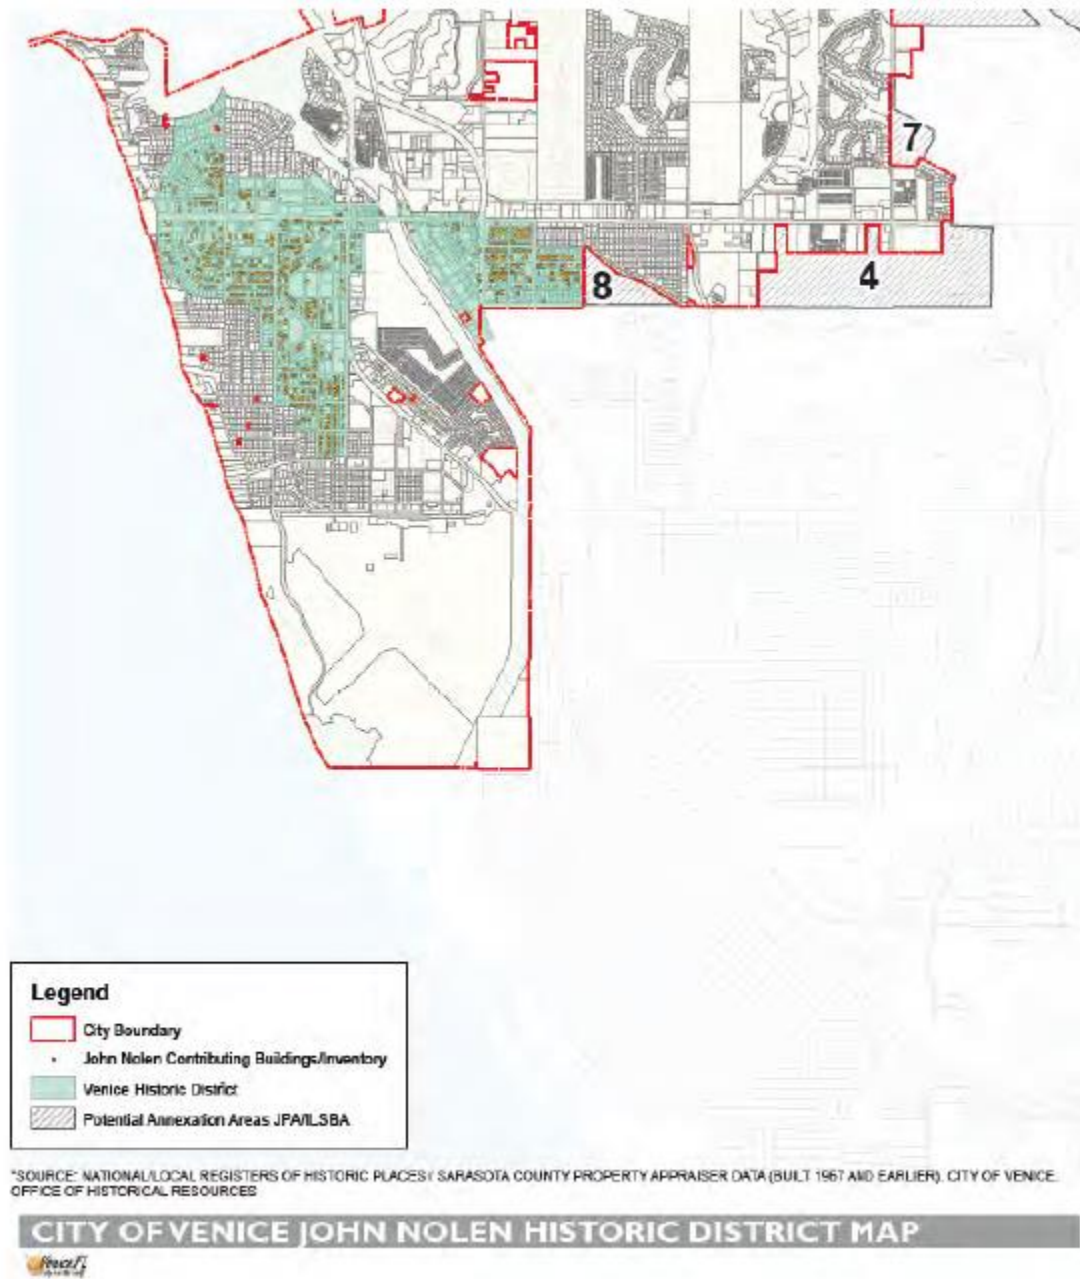 7
8
4
Legend
City Boundary
John Nolen Contributing Buildings/Inventory
Venice Historic District
Potential Annexation Areas JPA/ILSBA
*SOURCE: NATIONAL/LOCAL REGISTERS OF HISTORIC PLACES/ SARASOTA COUNTY PROPERTY APPRAISER DATA (BUILT 1967 AND EARLIER). CITY OF VENICE.
OFFICE OF HISTORICAL RESOURCES
CITY OF VENICE JOHN NOLEN HISTORIC DISTRICT MAP